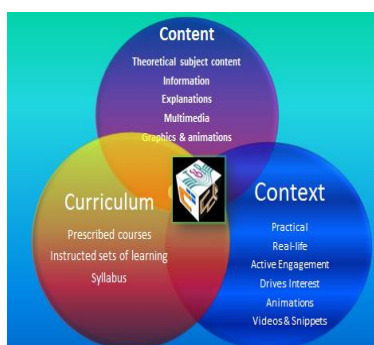 Content
Theoretical subject content
Information
Explanations
Multimedia
Graphics & animations
Curriculum
Prescribed courses
Instructed sets of learning
Syllabus
Context
Practical
Real-life
Active Engagement
Drives Interest
Animations
Videos & Snippets